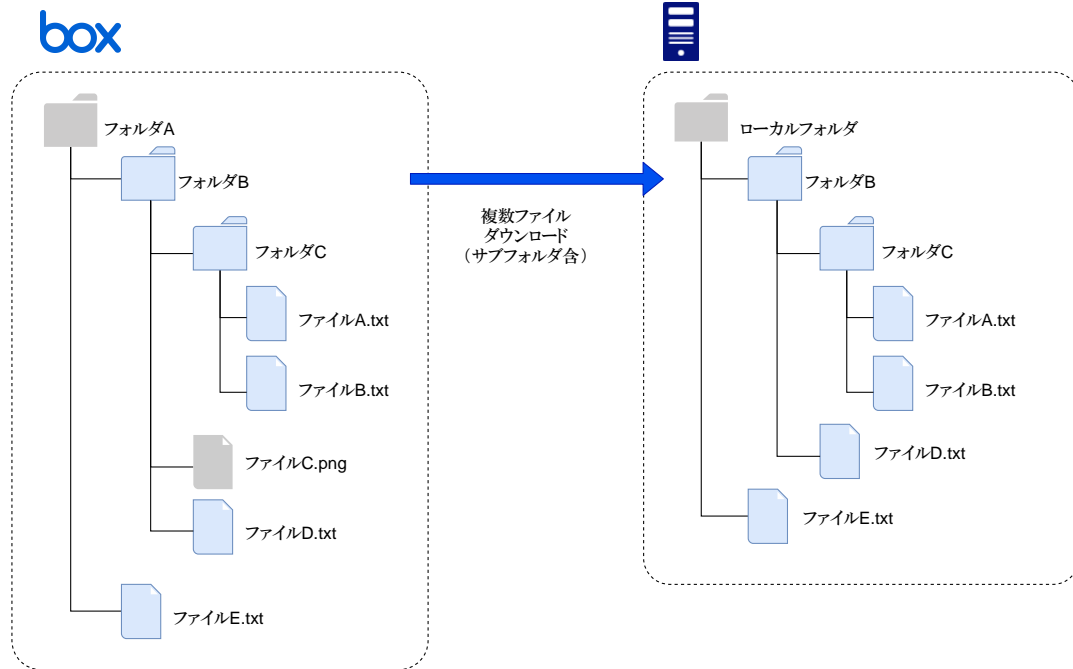 box
フォルダA
フォルダB
フォルダC
ファイルA.txt
ファイルB.txt
ファイルC.png
ファイルD.txt
ファイルE.txt
複数ファイル
ダウンロード
（サブフォルダ含）
ローカルフォルダ
フォルダB
フォルダC
ファイルA.txt
ファイルB.txt
ファイルD.txt
ファイルE.txt